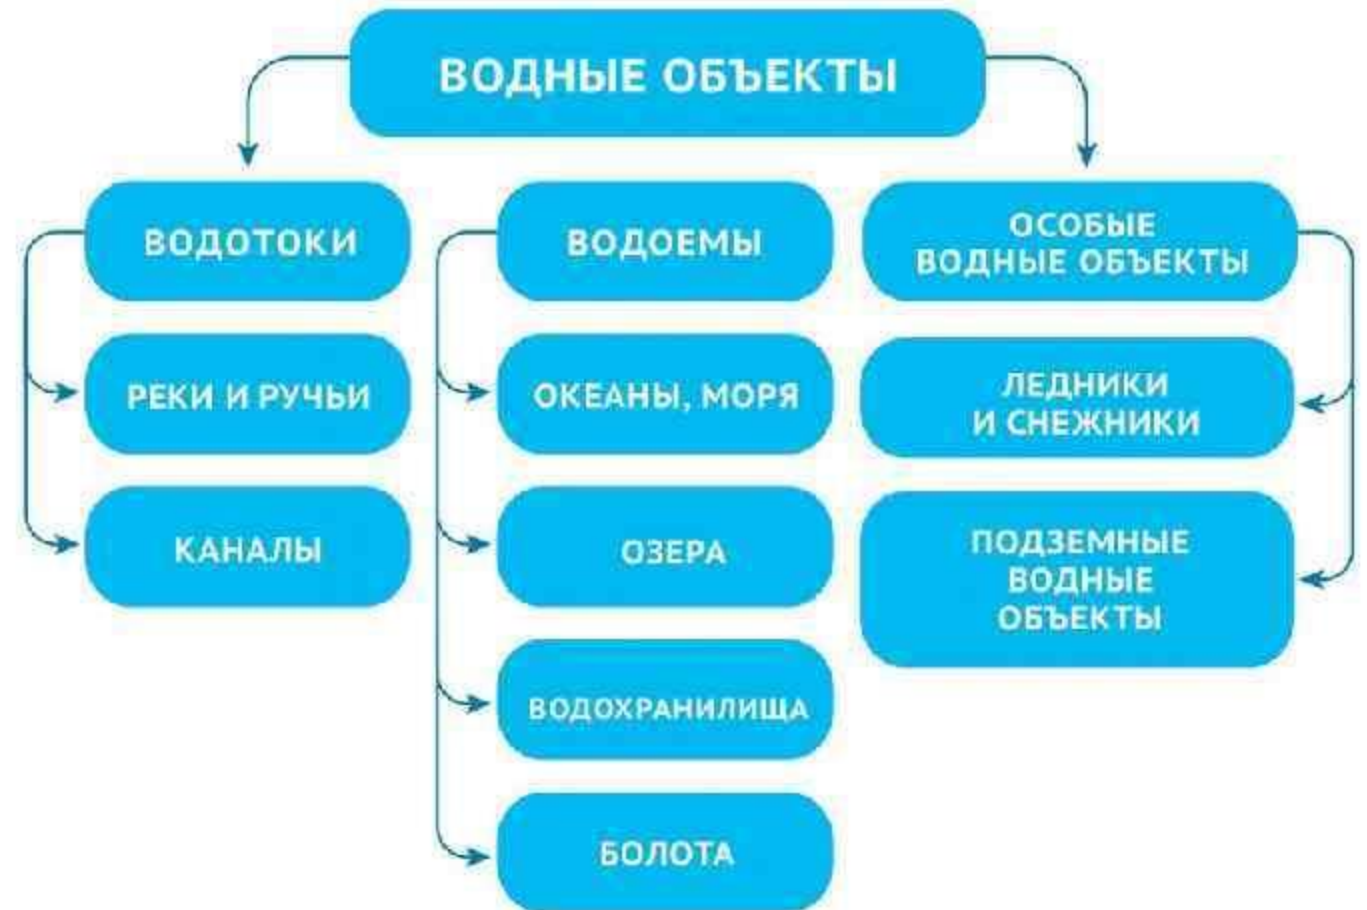 ВОДНЫЕ ОБЪЕКТЫ
ВОДОТОКИ
РЕКИ И РУЧЬИ
КАНАЛЫ
ВОДОЕМЫ
ОКЕАНЫ, МОРЯ
ОЗЕРА
ВОДОХРАНИЛИЩА
БОЛОТА
ОСОБЫЕ
ВОДНЫЕ ОБЪЕКТЫ
ЛЕДНИКИ
И СНЕЖНИКИ
ПОДЗЕМНЫЕ
ВОДНЫЕ
ОБЪЕКТЫ